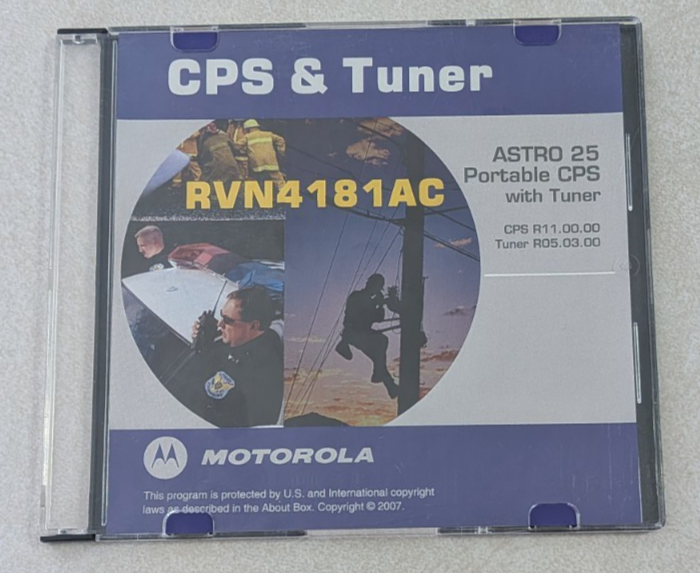 CPS & Tuner
RVN4181AC
ASTRO 25
Portable CPS
with Tuner
CPS R11.00.00
Tuner R05.03.00
MOTOROLA
This program is protected by U.S. and International copyright
laws as described in the About Box. Copyright © 2007.